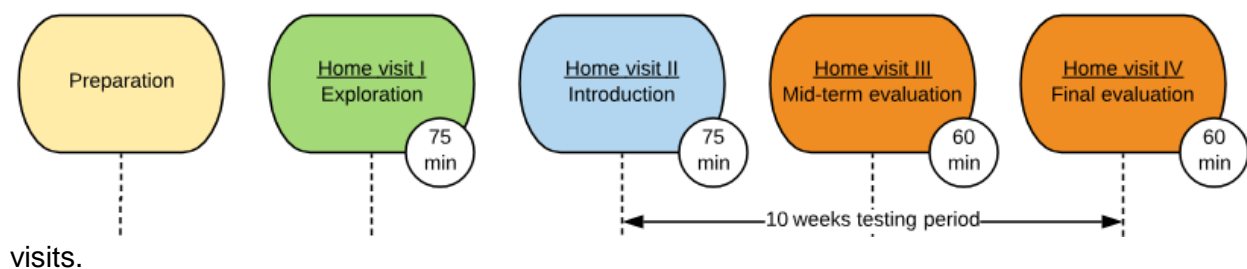 Preparation
Home visit I
Exploration
75
min
Home visit II
Introduction
75
min
Home visit III
Mid-term evaluation
60
min
Home visit IV
Final evaluation
60
min
10 weeks testing period
visits.